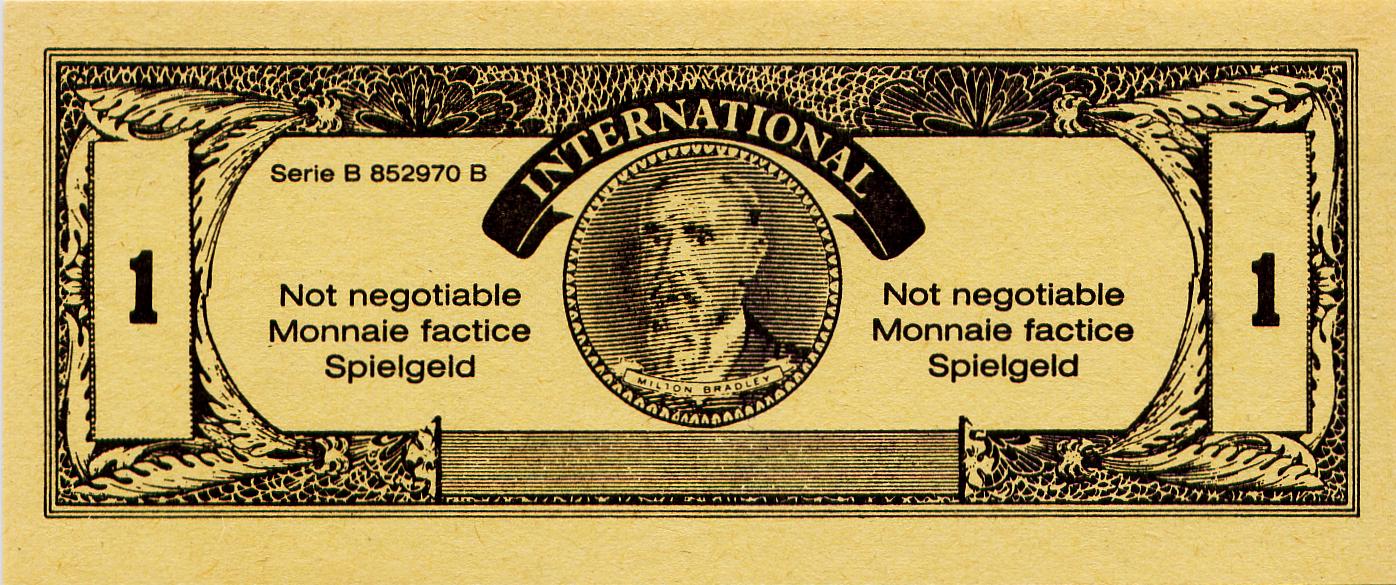 INTERNATIONAL
Serie B 852970 B
1
Not negotiable
Monnaie factice
Spielgeld
MILTON BRADLEY
Not negotiable
Monnaie factice
Spielgeld
1